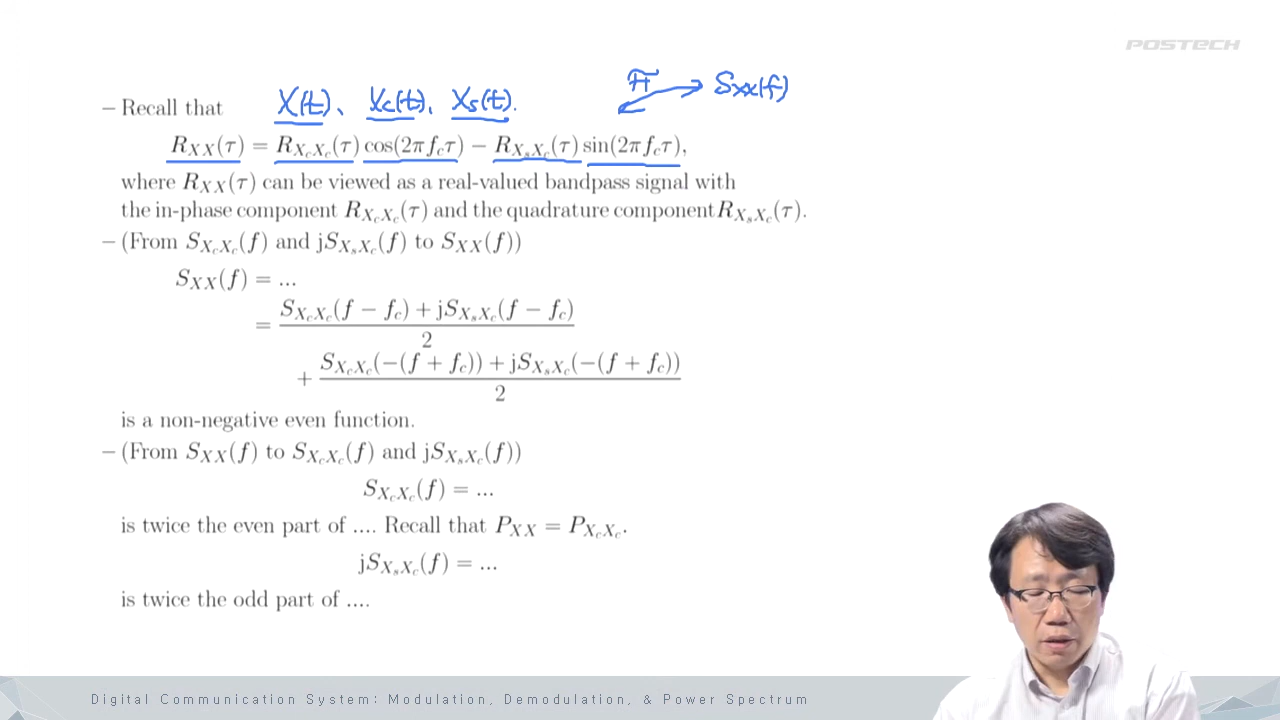 POSTECH
– Recall that X(t), Xc(t), Xs(t). 𝓕 Sxx(f)
R_{XX}(τ) = R_{X_cX_c}(τ) cos(2πf_cτ) − R_{X_sX_c}(τ) sin(2πf_cτ),
where R_{XX}(τ) can be viewed as a real-valued bandpass signal with
the in-phase component R_{X_cX_c}(τ) and the quadrature component R_{X_sX_c}(τ).
– (From S_{X_cX_c}(f) and jS_{X_sX_c}(f) to S_{XX}(f))
S_{XX}(f) = ...
= \frac{S_{X_cX_c}(f − f_c) + jS_{X_sX_c}(f − f_c)}{2}
+ \frac{S_{X_cX_c}(−(f + f_c)) + jS_{X_sX_c}(−(f + f_c))}{2}
is a non-negative even function.
– (From S_{XX}(f) to S_{X_cX_c}(f) and jS_{X_sX_c}(f))
S_{X_cX_c}(f) = ...
is twice the even part of .... Recall that P_{XX} = P_{X_cX_c}.
jS_{X_sX_c}(f) = ...
is twice the odd part of ....
Digital Communication System: Modulation, Demodulation, & Power Spectrum